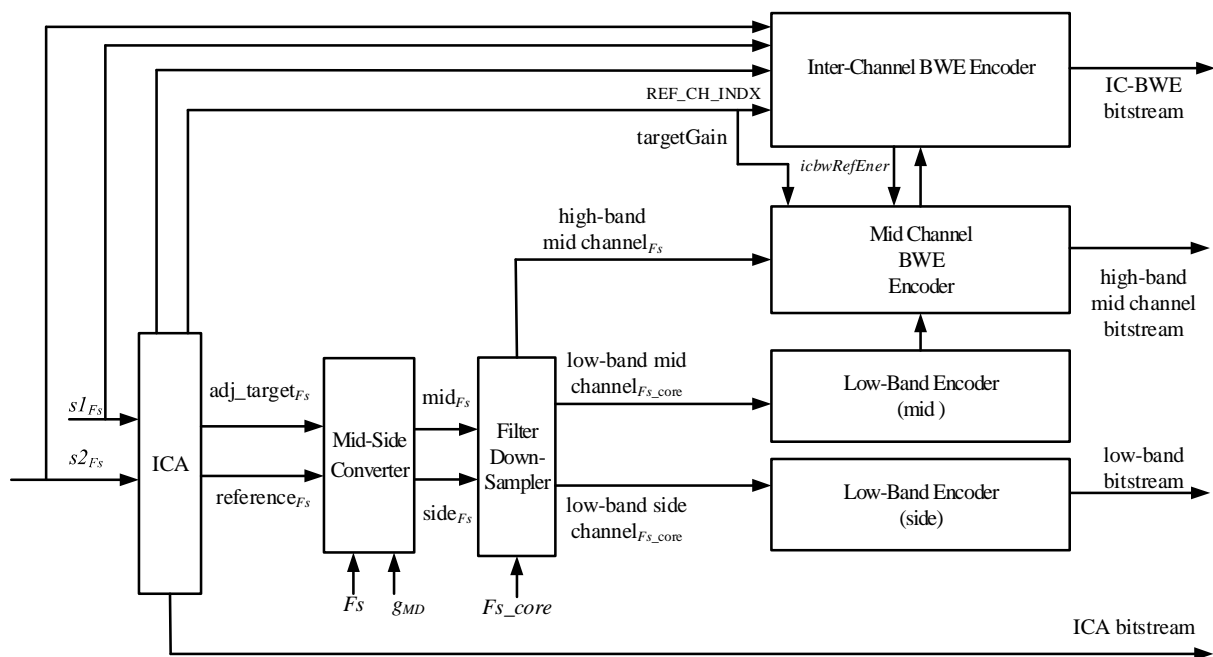 Inter-Channel BWE Encoder
IC-BWE
bitstream
REF_CH_INDX
targetGain
icbwRefEner
high-band
mid channelFs
Mid Channel
BWE
Encoder
high-band
mid channel
bitstream
s1Fs
s2Fs
ICA
adj_targetFs
referenceFs
Mid-Side
Converter
midFs
sideFs
Filter
Down-
Sampler
low-band mid
channelFs_core
low-band side
channelFs_core
Low-Band Encoder
(mid )
Low-Band Encoder
(side)
low-band
bitstream
Fs
gMD
Fs_core
ICA bitstream